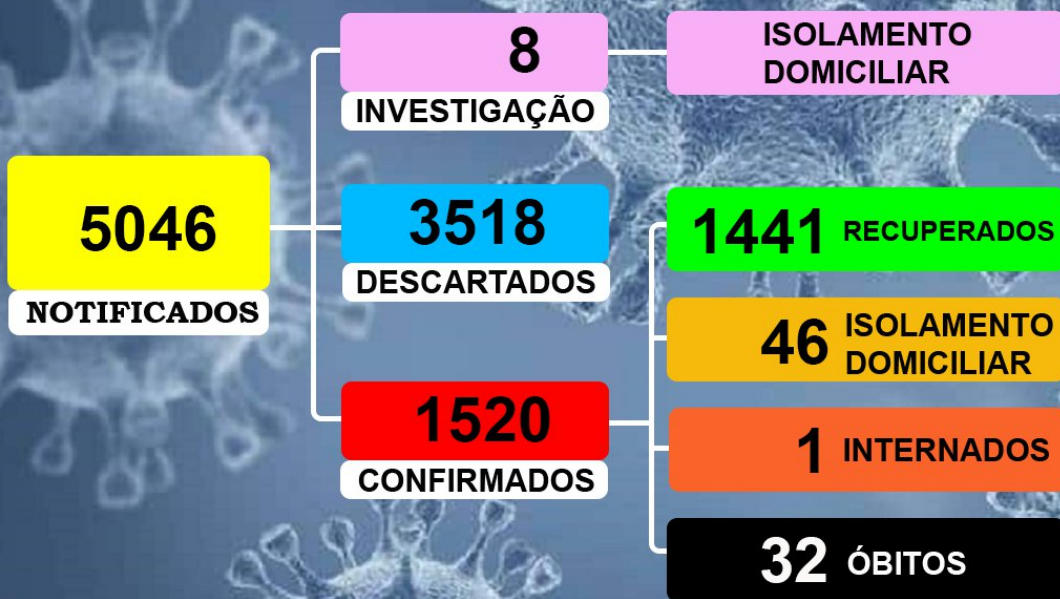 5046
NOTIFICADOS
8
INVESTIGAÇÃO
ISOLAMENTO
DOMICILIAR
3518
DESCARTADOS
1520
CONFIRMADOS
1441 RECUPERADOS
46 ISOLAMENTO
DOMICILIAR
1 INTERNADOS
32 ÓBITOS